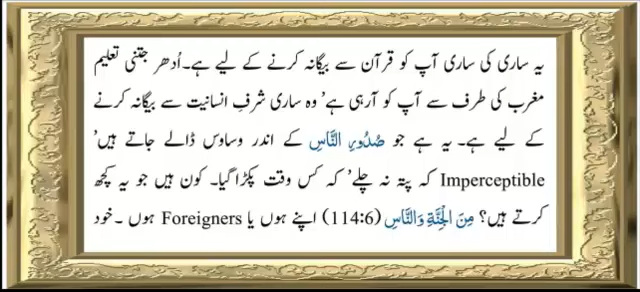 یہ ساری کی ساری آپ کو قرآن سے بیگانہ کرنے کے لیے ہے۔ اُدھر جتنی تعلیم
مغرب کی طرف سے آپ کو آرہی ہے' وہ ساری شرفِ انسانیت سے بیگانہ کرنے
کے لیے ہے۔ یہ ہے جو صُدُورِ النَّاسِ کے اندر وساوس ڈالے جاتے ہیں'
Imperceptible کہ پتہ نہ چلے' کہ کس وقت پکڑا گیا۔ کون ہیں جو یہ کچھ
کرتے ہیں؟ مِنَ الْجِنَّةِ وَالنَّاسِ (114:6) اپنے ہوں یا Foreigners ہوں ۔ خود